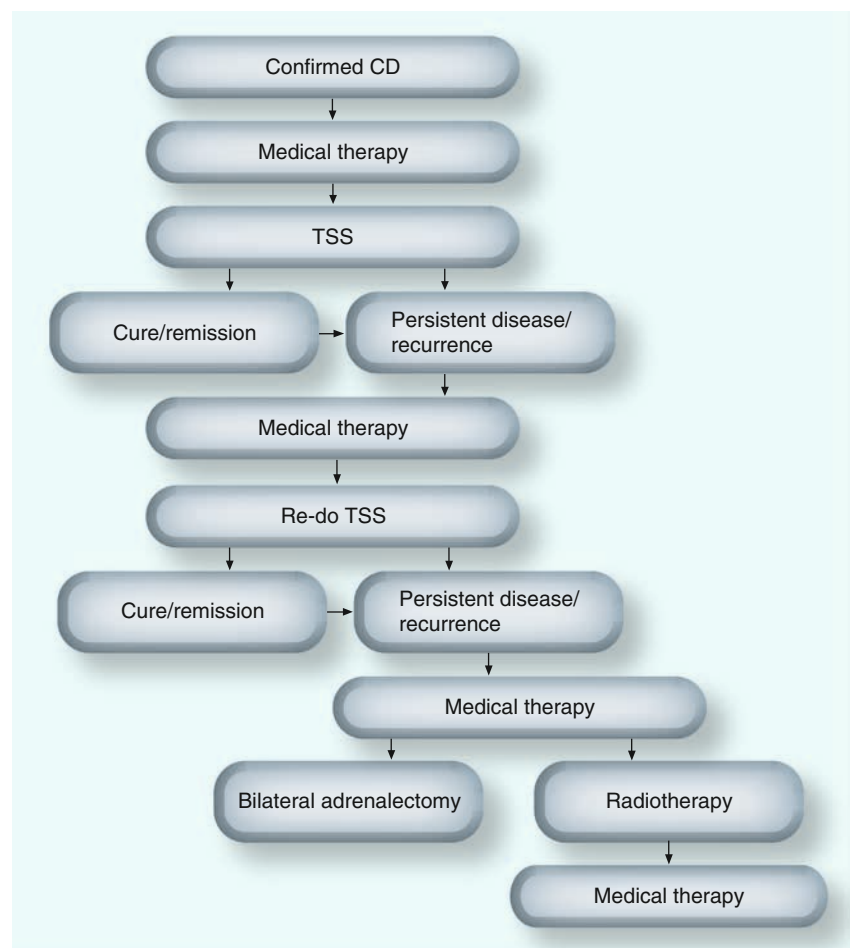 Confirmed CD
Medical therapy
TSS
Cure/remission
Persistent disease/
recurrence
Medical therapy
Re-do TSS
Cure/remission
Persistent disease/
recurrence
Medical therapy
Bilateral adrenalectomy
Radiotherapy
Medical therapy